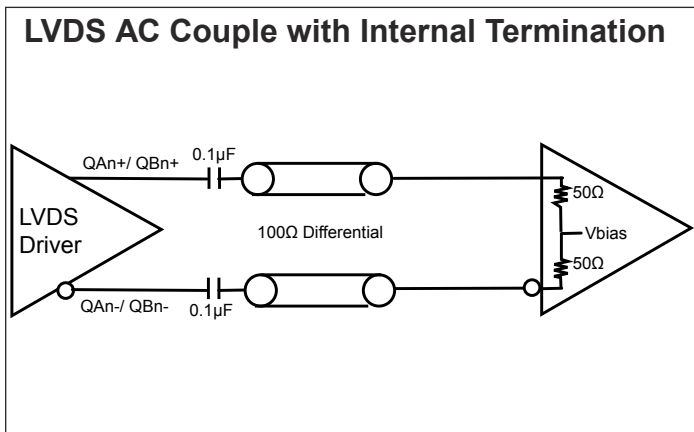 LVDS AC Couple with Internal Termination
QAn+/ QBn+
0.1µF
LVDS
Driver
50Ω
100Ω Differential
Vbias
50Ω
QAn-/ QBn-
0.1µF